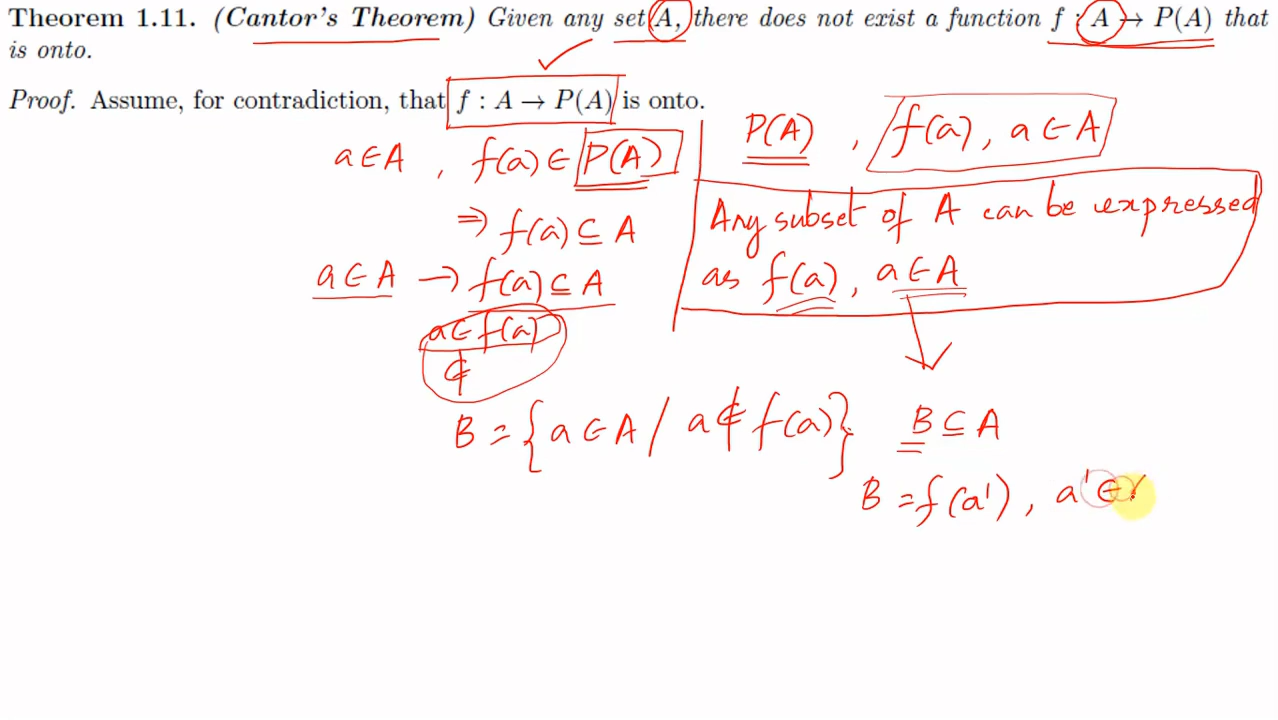 Theorem 1.11. (Cantor's Theorem) Given any set A, there does not exist a function f : A → P(A) that
is onto.
Proof. Assume, for contradiction, that f : A → P(A) is onto.
a ∈ A , f(a) ∈ P(A)
⇒ f(a) ⊆ A
a ∈ A → f(a) ⊆ A
a ∈ f(a)
∉
P(A) , f(a), a ∈ A
Any subset of A can be expressed
as f(a), a ∈ A
B = {a ∈ A / a ∉ f(a)} B ⊆ A
B = f(a'), a' ∈